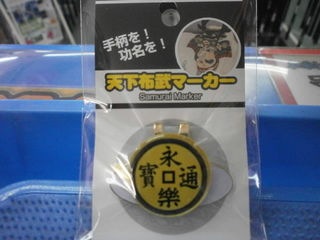 手柄を！
功名を！
天下布武マーカー
Samurai Marker
永
寶 通
樂